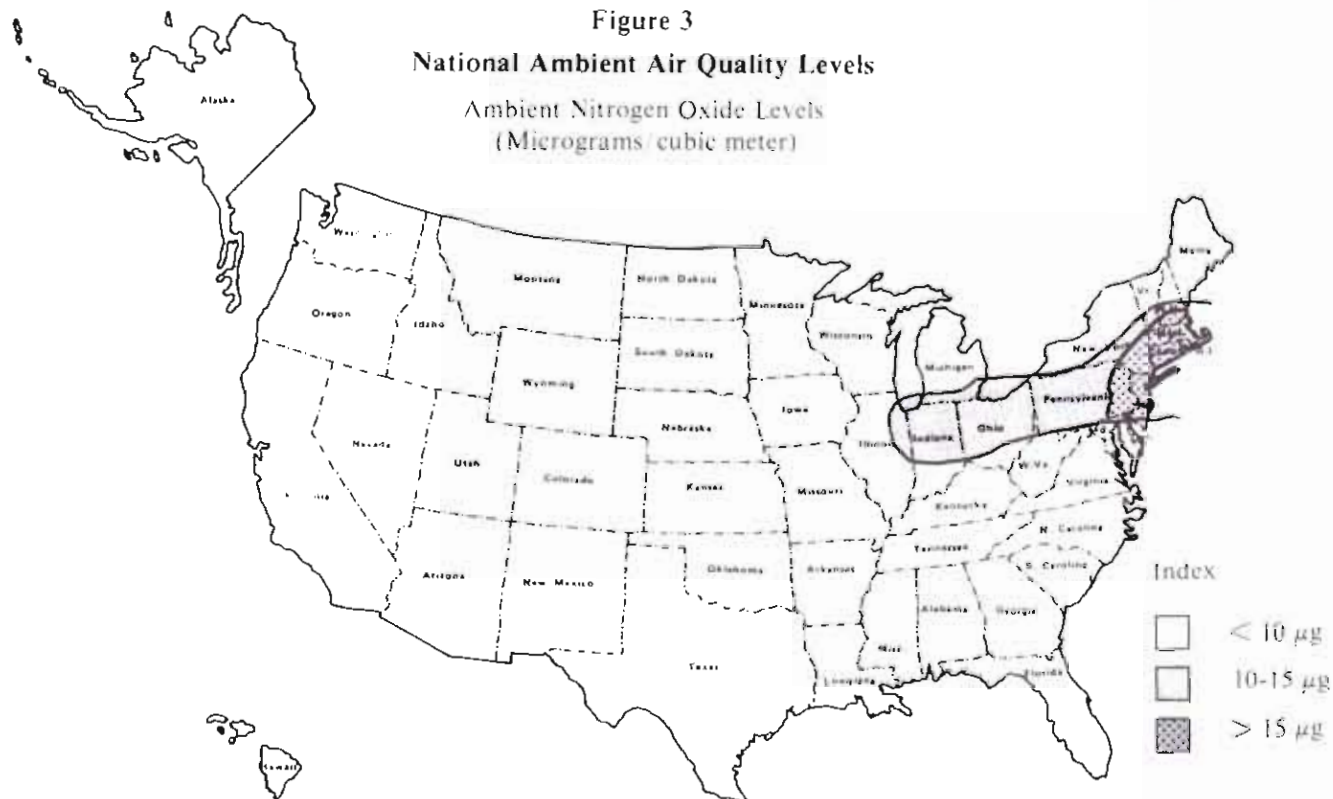 Figure 3
National Ambient Air Quality Levels
Ambient Nitrogen Oxide Levels
(Micrograms/cubic meter)
Alaska
Maine
Montana
North Dakota
Minnesota
Vt.
Oregon
Idaho
Wisconsin
New York
South Dakota
Michigan
Wyoming
Pennsylvania
Iowa
Nebraska
Ohio
Indiana
Nevada
Utah
Colorado
Kansas
Missouri
W.Va.
Virginia
Kentucky
N. Carolina
Tennessee
Arizona
New Mexico
Oklahoma
Arkansas
S. Carolina
Alabama
Georgia
Miss
Texas
Louisiana
Florida
Hawaii
Index
< 10 µg
10-15 µg
> 15 µg